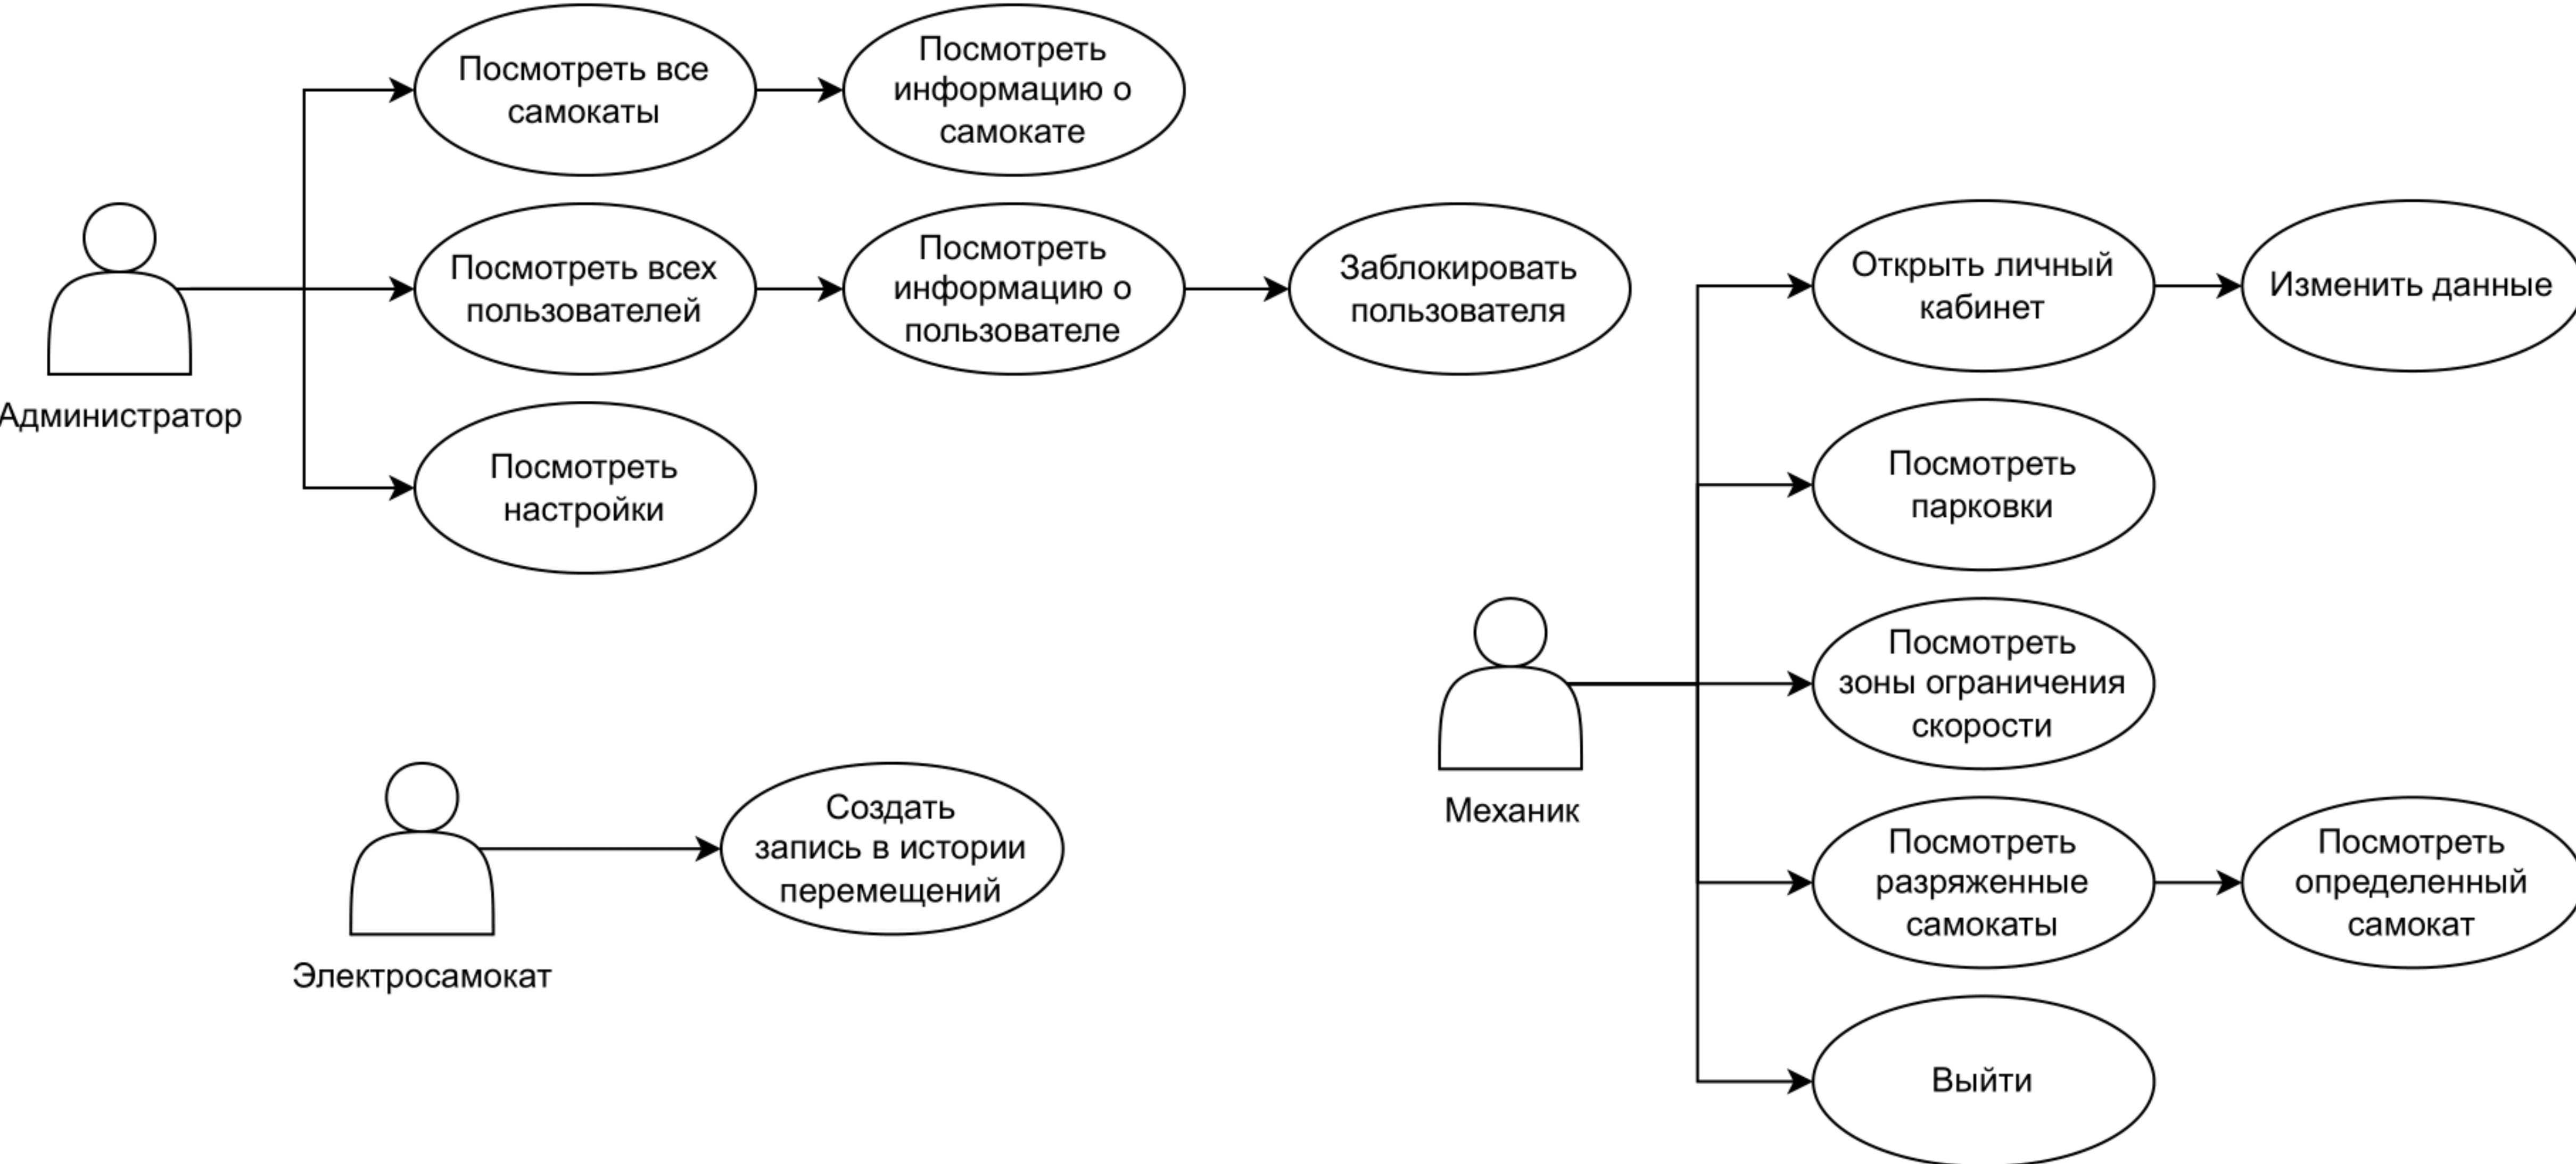 Посмотреть все
самокаты
Посмотреть
информацию о
самокате
Администратор
Посмотреть всех
пользователей
Посмотреть
информацию о
пользователе
Заблокировать
пользователя
Посмотреть
настройки
Электросамокат
Создать
запись в истории
перемещений
Механик
Открыть личный
кабинет
Изменить данные
Посмотреть
парковки
Посмотреть
зоны ограничения
скорости
Посмотреть
разряженные
самокаты
Посмотреть
определенный
самокат
Выйти